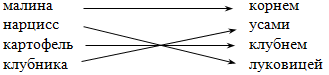 малина корнем
нарцисс усами
картофель клубнем
клубника луковицей